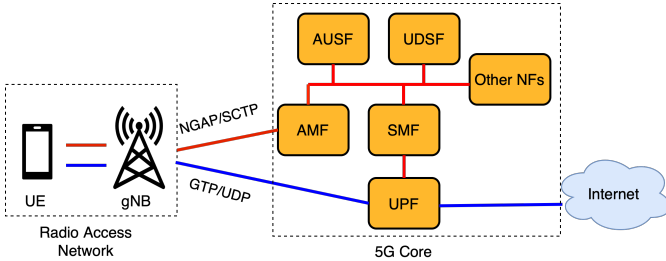 AUSF
UDSF
Other NFs
NGAP/SCTP
AMF
SMF
GTP/UDP
UE
gNB
UPF
Internet
Radio Access
Network
5G Core